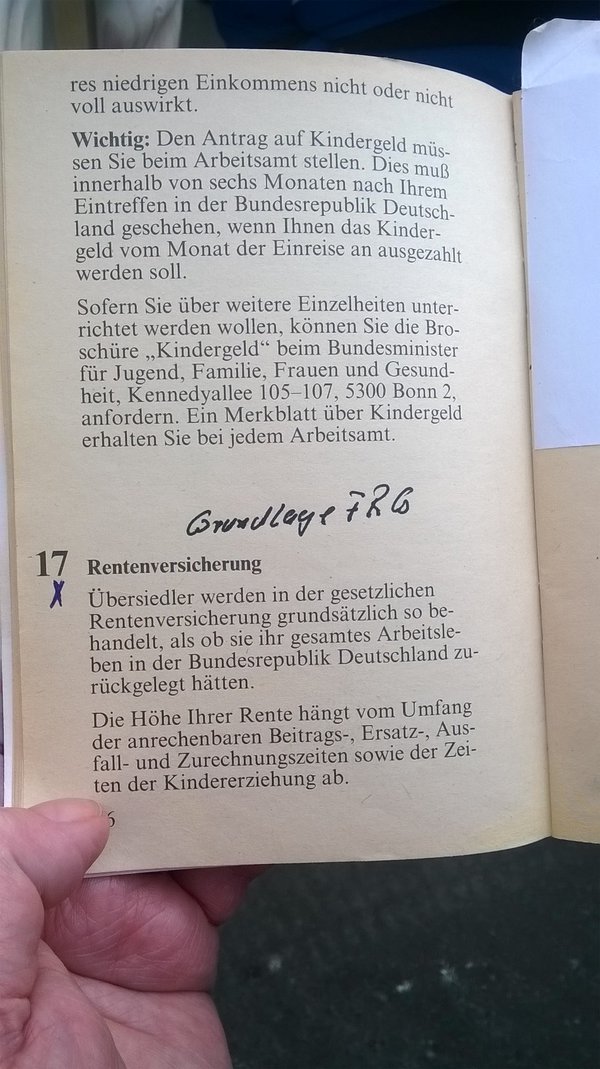 res niedrigen Einkommens nicht oder nicht
voll auswirkt.
Wichtig: Den Antrag auf Kindergeld müs-
sen Sie beim Arbeitsamt stellen. Dies muß
innerhalb von sechs Monaten nach Ihrem
Eintreffen in der Bundesrepublik Deutsch-
land geschehen, wenn Ihnen das Kinder-
geld vom Monat der Einreise an ausgezahlt
werden soll.
Sofern Sie über weitere Einzelheiten unter-
richtet werden wollen, können Sie die Bro-
schüre „Kindergeld“ beim Bundesminister
für Jugend, Familie, Frauen und Gesund-
heit, Kennedyallee 105–107, 5300 Bonn 2,
anfordern. Ein Merkblatt über Kindergeld
erhalten Sie bei jedem Arbeitsamt.
Grundlage FRG
17 Rentenversicherung
x
Übersiedler werden in der gesetzlichen
Rentenversicherung grundsätzlich so be-
handelt, als ob sie ihr gesamtes Arbeitsle-
ben in der Bundesrepublik Deutschland zu-
rückgelegt hätten.
Die Höhe Ihrer Rente hängt vom Umfang
der anrechenbaren Beitrags-, Ersatz-, Aus-
fall- und Zurechnungszeiten sowie der Zei-
ten der Kindererziehung ab.
6